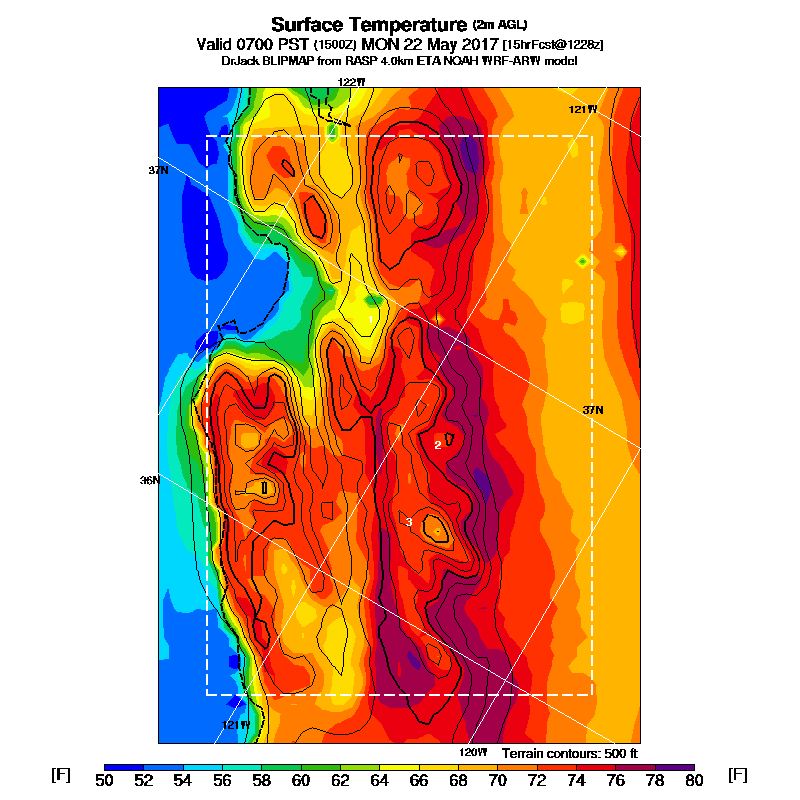 Surface Temperature (2m AGL)
Valid 0700 PST (1500Z) MON 22 May 2017 [15hrFcst@1228z]
DrJack BLIPMAP from RASP 4.0km ETA NOAH WRF-ARW model
122W
121W
37N
1
37N
2
36N
3
121W
120W Terrain contours: 500 ft
[F] 50 52 54 56 58 60 62 64 66 68 70 72 74 76 78 80 [F]